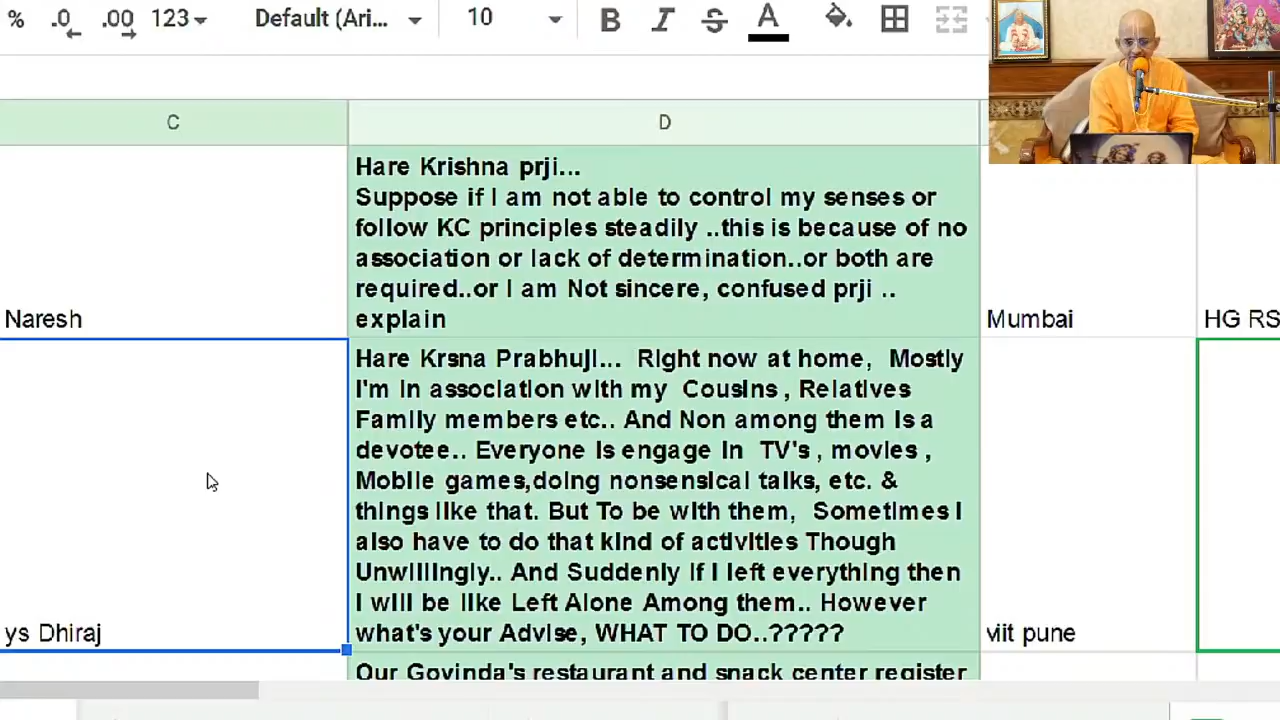 % .0 .00 123 Default (Ari... 10 B I S A
C D
Hare Krishna prji...
Suppose if I am not able to control my senses or
follow KC principles steadily ..this is because of no
association or lack of determination..or both are
required..or I am Not sincere, confused prji ..
explain
Naresh
Mumbai
HG RS
Hare Krsna Prabhuji... Right now at home, Mostly
I'm in association with my Cousins , Relatives
Family members etc.. And Non among them is a
devotee.. Everyone is engage in TV's , movies ,
Mobile games,doing nonsensical talks, etc. &
things like that. But To be with them, Sometimes I
also have to do that kind of activities Though
Unwillingly.. And Suddenly if I left everything then
I will be like Left Alone Among them.. However
what's your Advise, WHAT TO DO..?????
ys Dhiraj
viit pune
Our Govinda's restaurant and snack center register